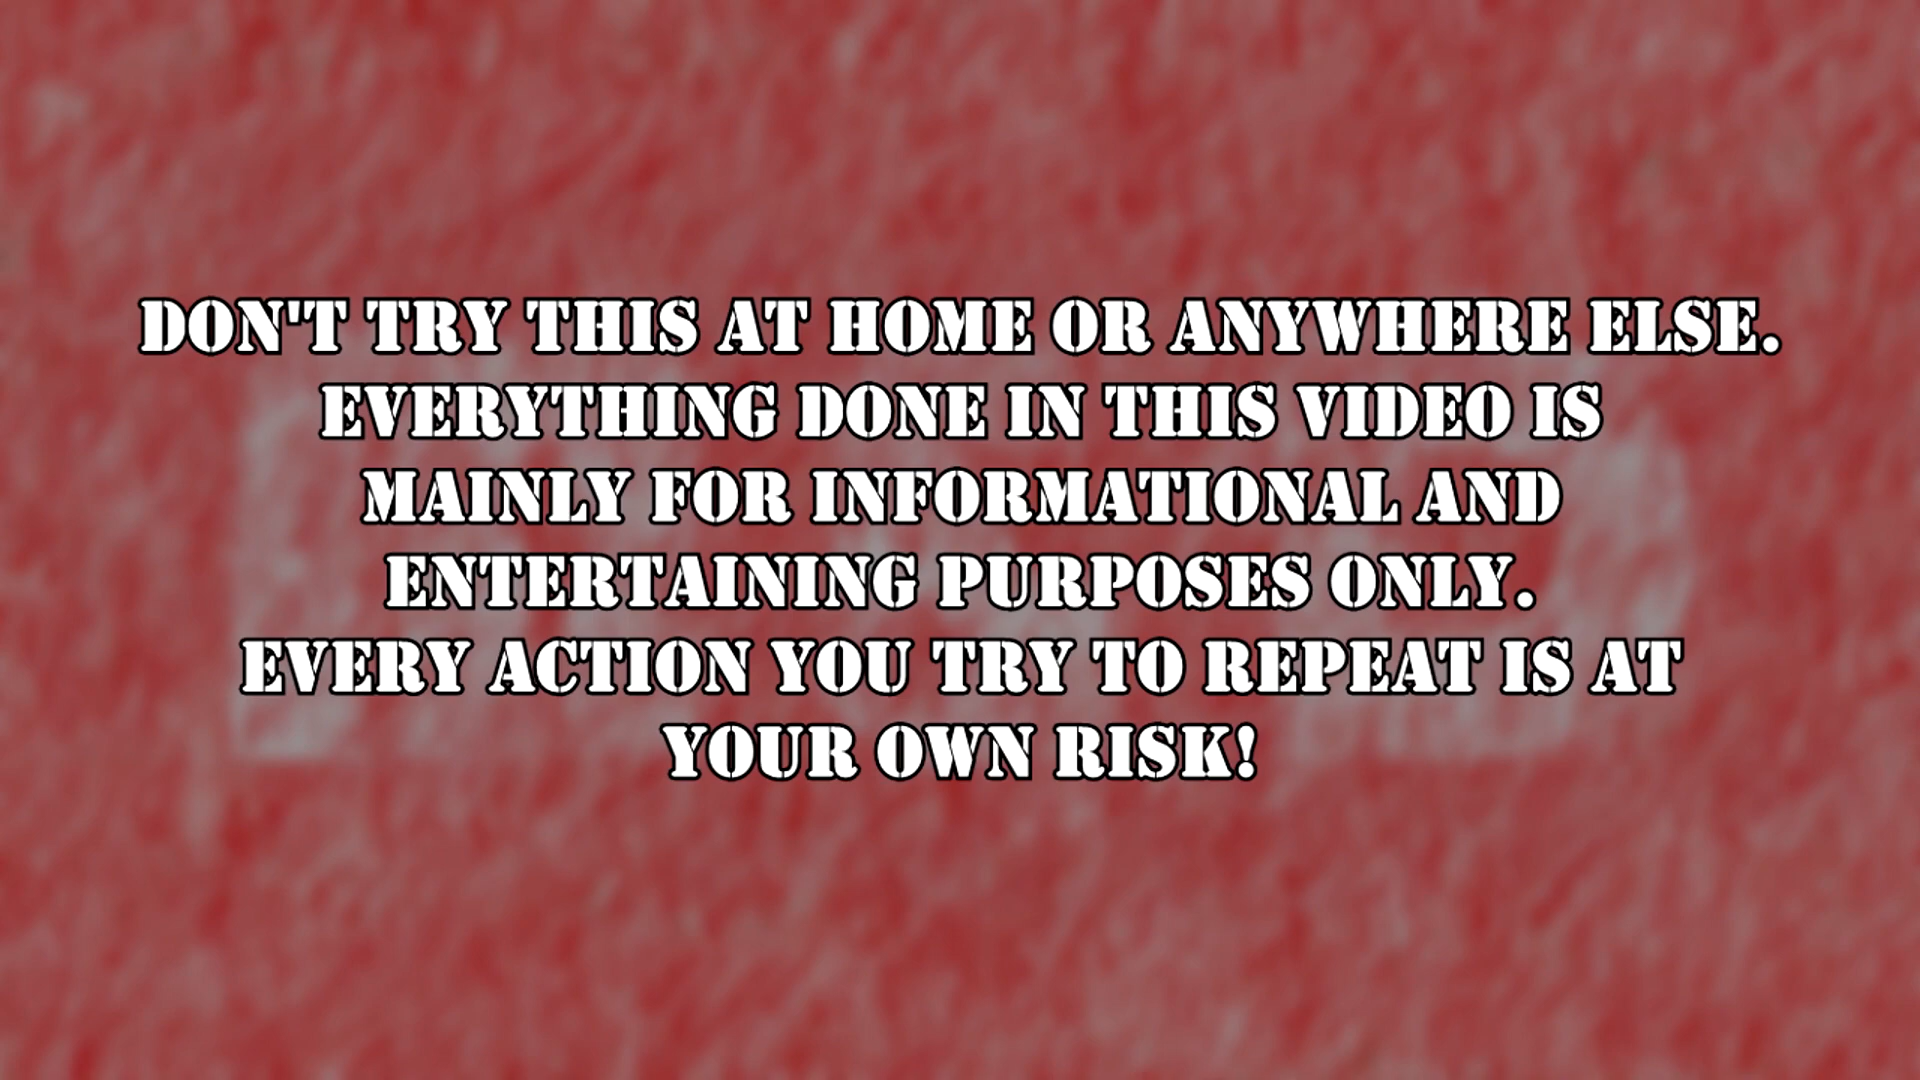 DON'T TRY THIS AT HOME OR ANYWHERE ELSE.
EVERYTHING DONE IN THIS VIDEO IS
MAINLY FOR INFORMATIONAL AND
ENTERTAINING PURPOSES ONLY.
EVERY ACTION YOU TRY TO REPEAT IS AT
YOUR OWN RISK!